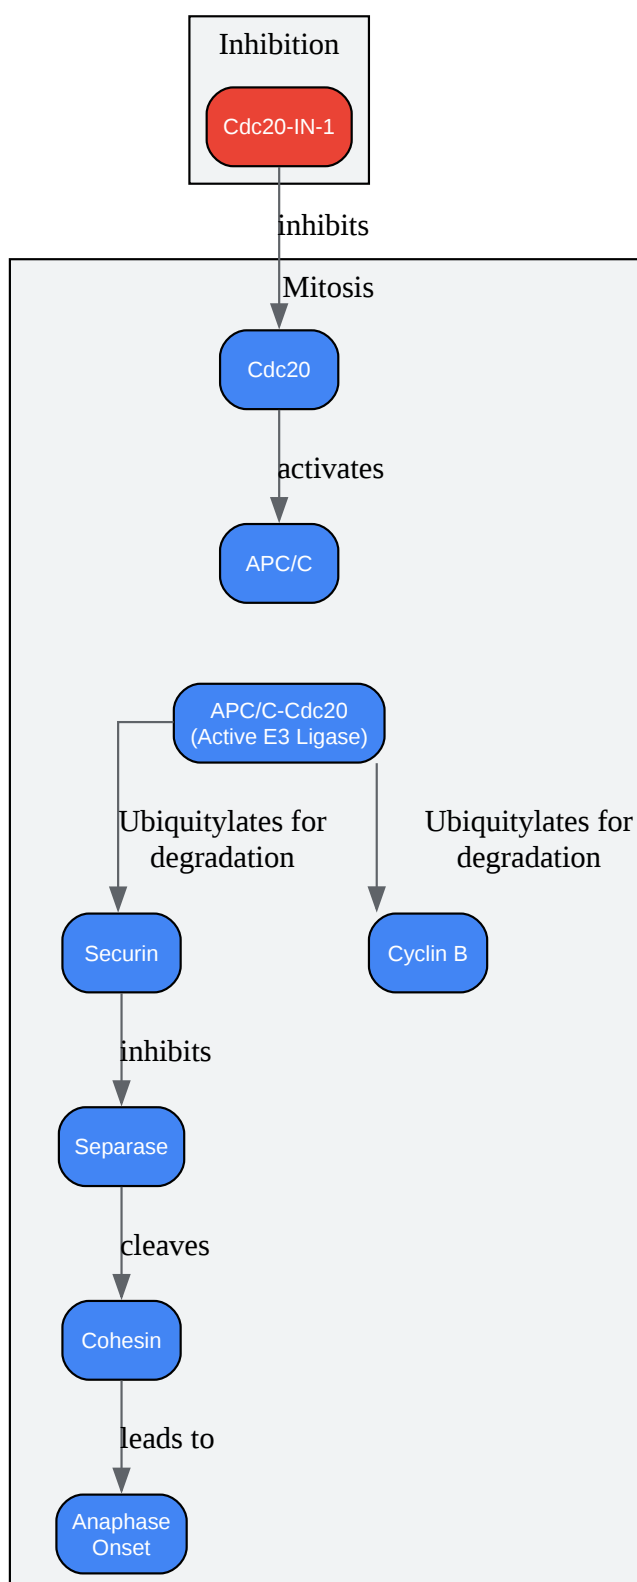 Inhibition
Cdc20-IN-1
inhibits
Mitosis
Cdc20
activates
APC/C
APC/C-Cdc20
(Active E3 Ligase)
Ubiquitylates for
degradation
Ubiquitylates for
degradation
Securin
Cyclin B
inhibits
Separase
cleaves
Cohesin
leads to
Anaphase
Onset